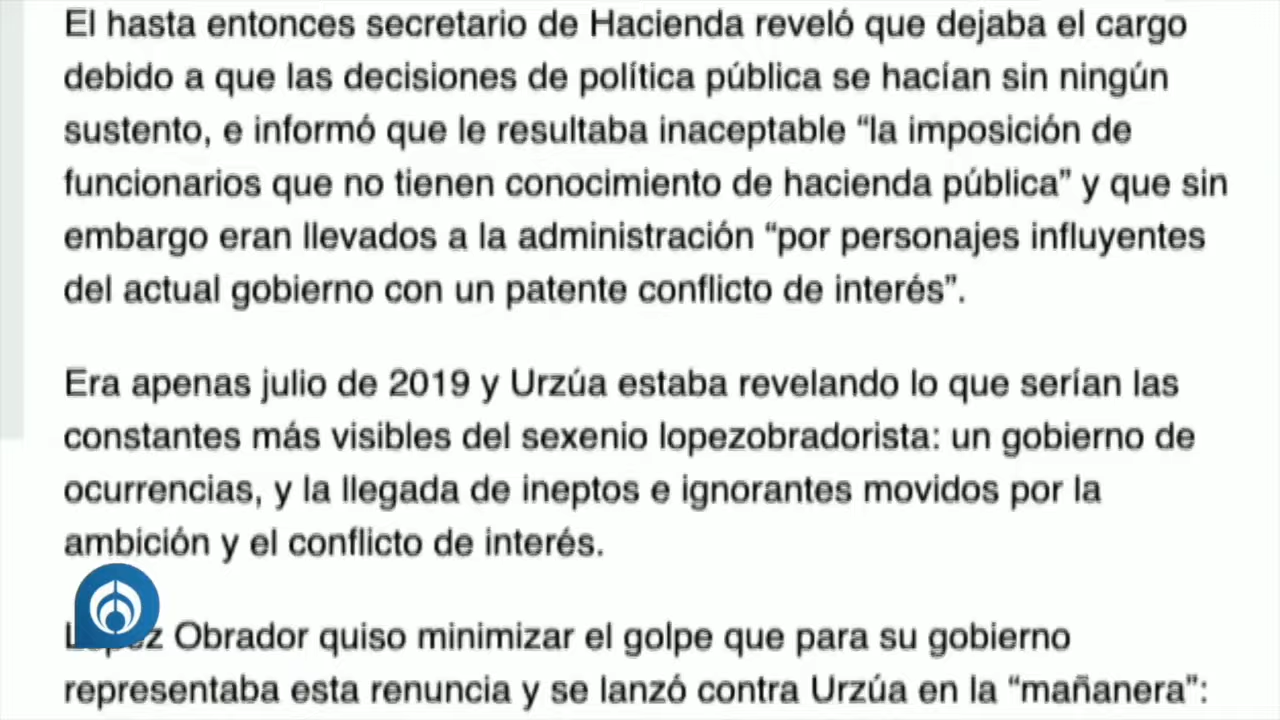 El hasta entonces secretario de Hacienda reveló que dejaba el cargo
debido a que las decisiones de política pública se hacían sin ningún
sustento, e informó que le resultaba inaceptable “la imposición de
funcionarios que no tienen conocimiento de hacienda pública” y que sin
embargo eran llevados a la administración “por personajes influyentes
del actual gobierno con un patente conflicto de interés”.
Era apenas julio de 2019 y Urzúa estaba revelando lo que serían las
constantes más visibles del sexenio lopezobradorista: un gobierno de
ocurrencias, y la llegada de ineptos e ignorantes movidos por la
ambición y el conflicto de interés.
López Obrador quiso minimizar el golpe que para su gobierno
representaba esta renuncia y se lanzó contra Urzúa en la “mañanera”: